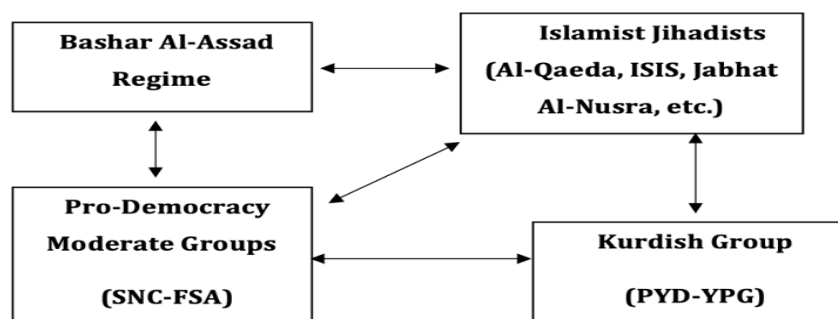 Bashar Al-Assad
Regime
Islamist Jihadists
(Al-Qaeda, ISIS, Jabhat
Al-Nusra, etc.)
Pro-Democracy
Moderate Groups
(SNC-FSA)
Kurdish Group
(PYD-YPG)